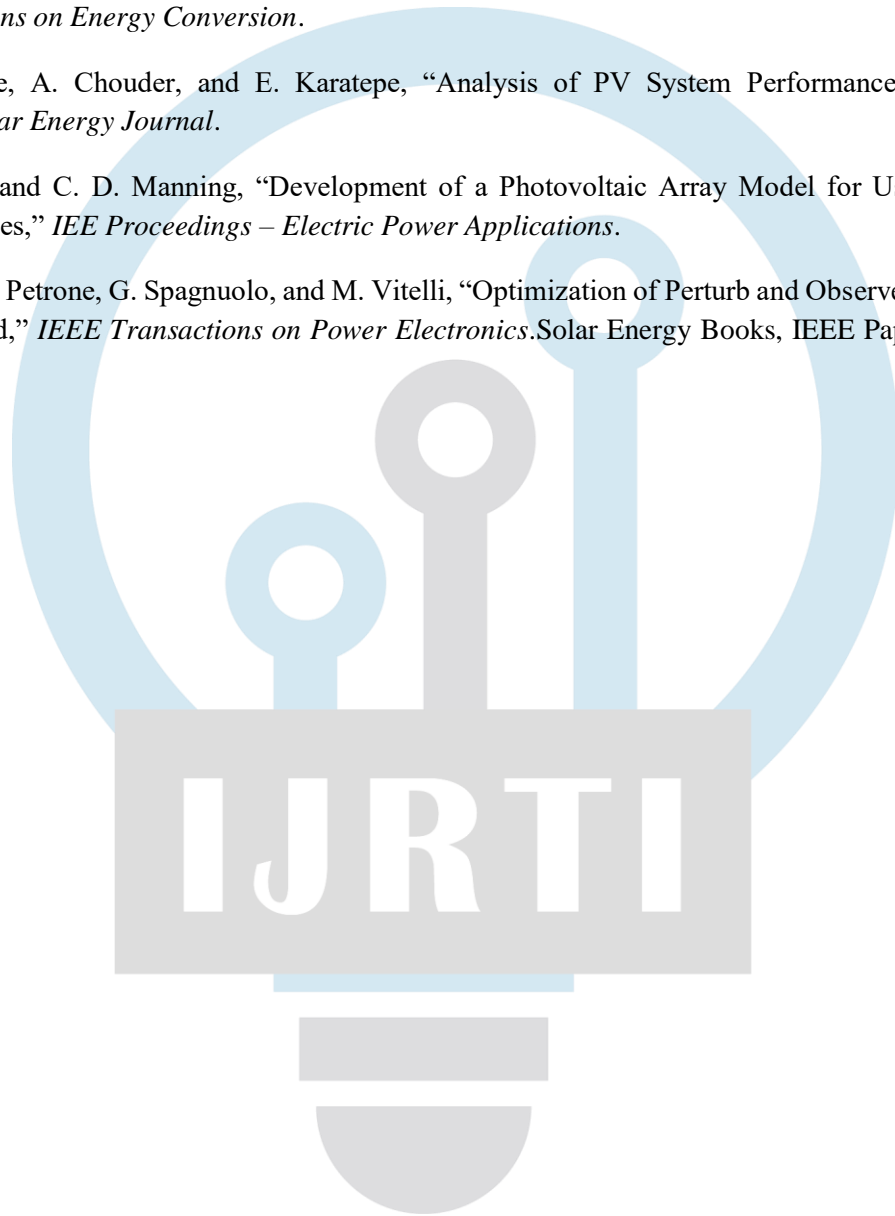 ns on Energy Conversion.
e, A. Chouder, and E. Karatepe, “Analysis of PV System Performance
ar Energy Journal.
and C. D. Manning, “Development of a Photovoltaic Array Model for U
es,” IEE Proceedings – Electric Power Applications.
Petrone, G. Spagnuolo, and M. Vitelli, “Optimization of Perturb and Observe
d,” IEEE Transactions on Power Electronics.Solar Energy Books, IEEE Pap
IJRTI